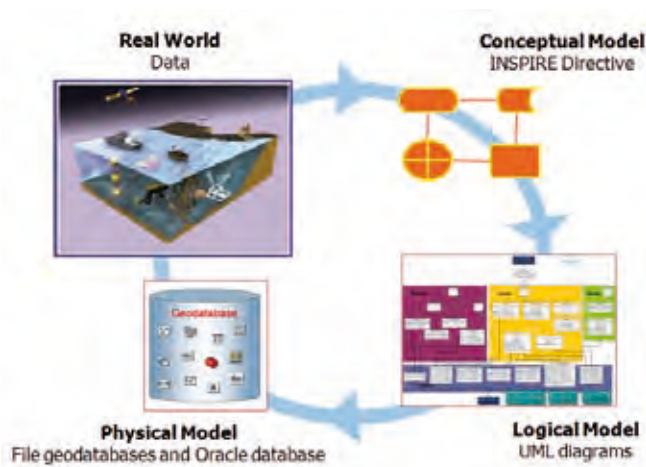 Real World
Data
Conceptual Model
INSPIRE Directive
Geodatabase
Physical Model
File geodatabases and Oracle database
Logical Model
UML diagrams